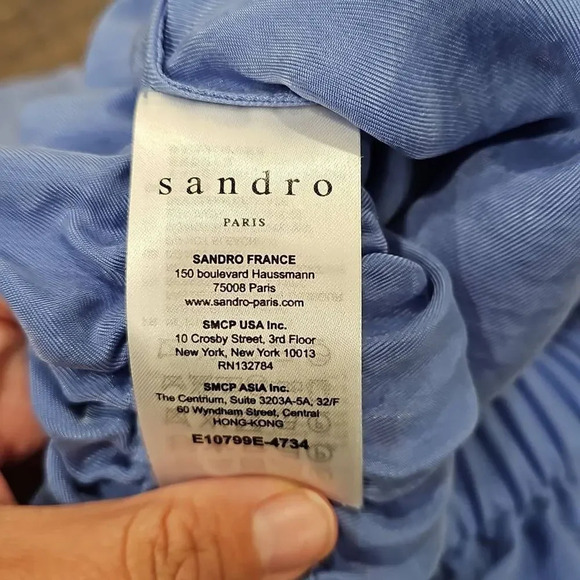 sandro
PARIS
SANDRO FRANCE
150 boulevard Haussmann
75008 Paris
www.sandro-paris.com
SMCP USA Inc.
10 Crosby Street, 3rd Floor
New York, New York 10013
RN132784
SMCP ASIA Inc.
The Centrium, Suite 3203A-5A, 32/F
60 Wyndham Street, Central
HONG-KONG
E10799E-4734